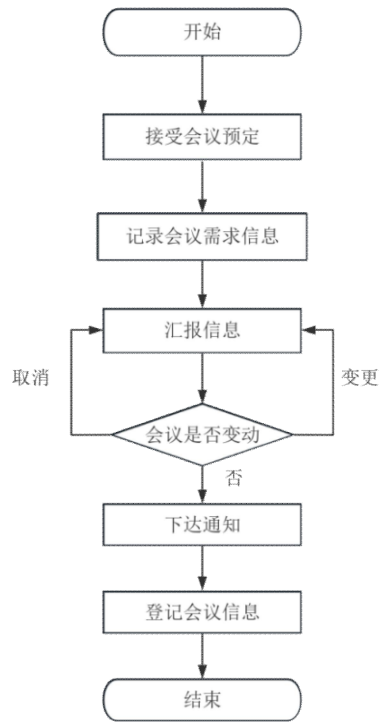 开始
接受会议预定
记录会议需求信息
汇报信息
取消
变更
会议是否变动
否
下达通知
登记会议信息
结束